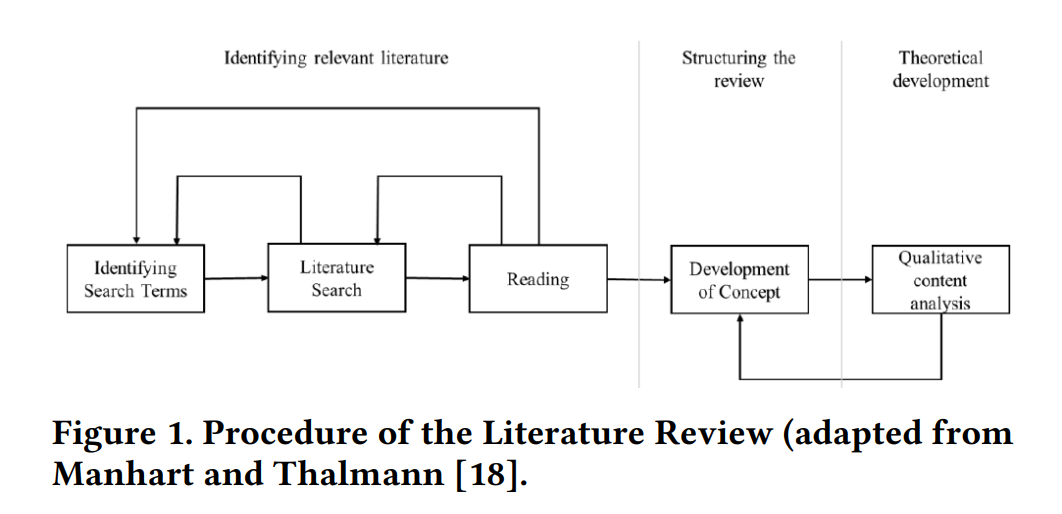 Identifying relevant literature
Structuring the
review
Theoretical
development
Identifying
Search Terms
Literature
Search
Reading
Development
of Concept
Qualitative
content
analysis
Figure 1. Procedure of the Literature Review (adapted from
Manhart and Thalmann [18].